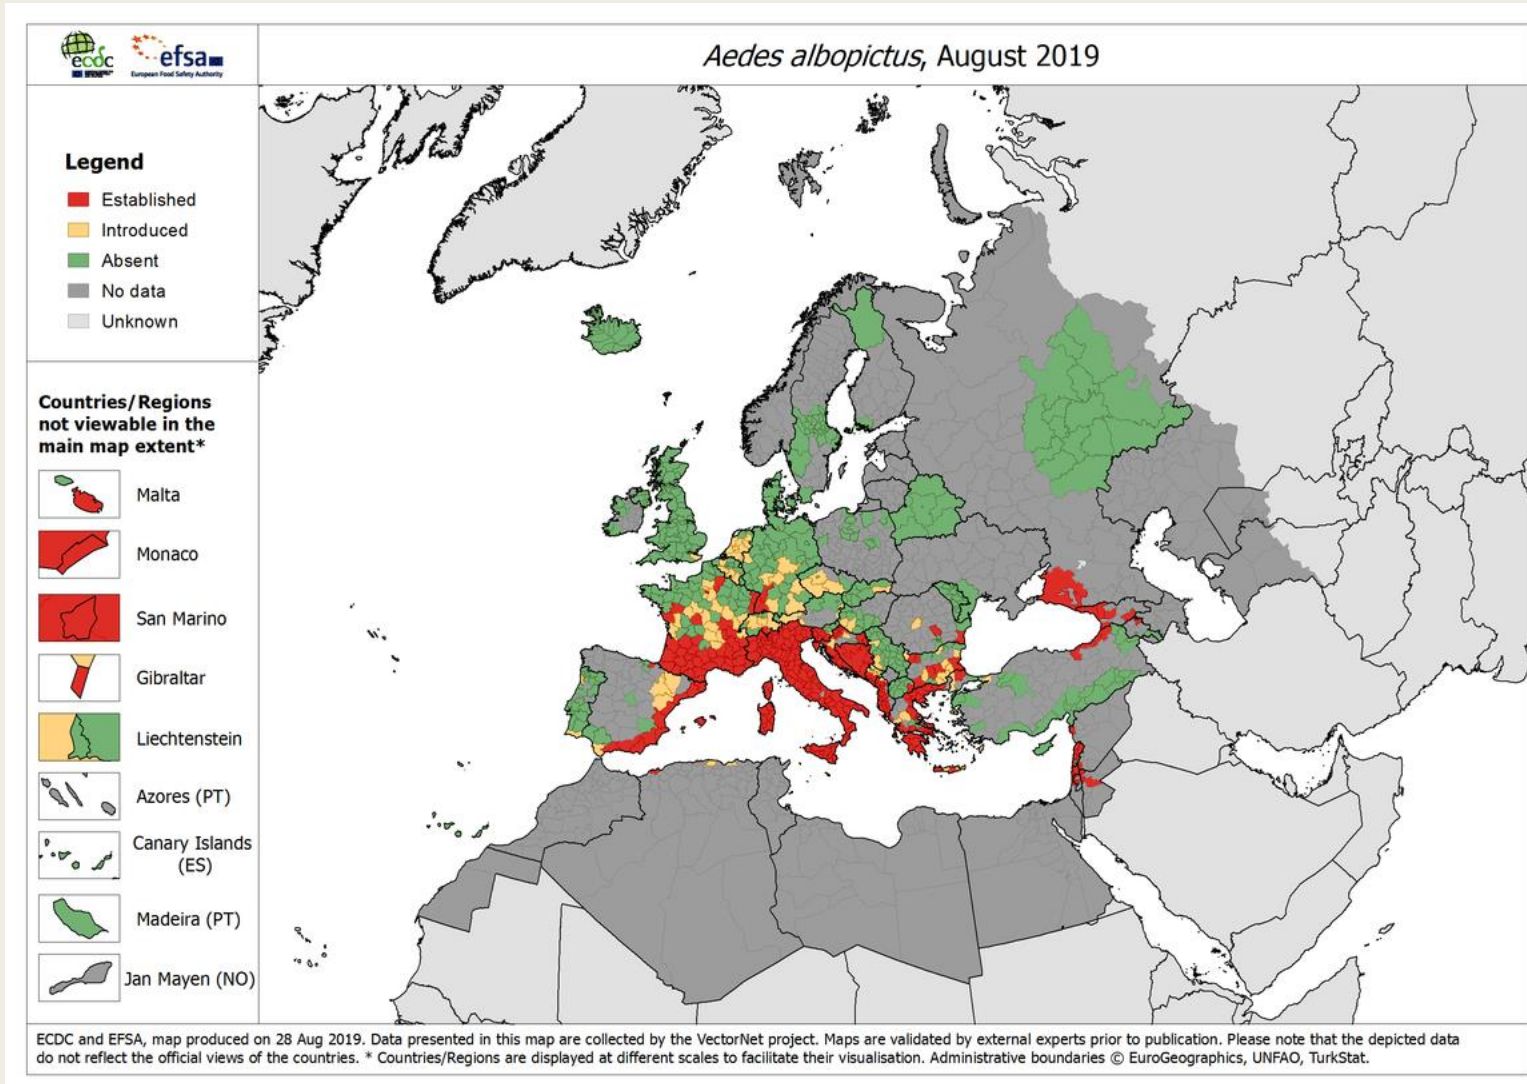 ecdc
efsa
European Food Safety Authority
Aedes albopictus, August 2019
Legend
Established
Introduced
Absent
No data
Unknown
Countries/Regions
not viewable in the
main map extent*
Malta
Monaco
San Marino
Gibraltar
Liechtenstein
Azores (PT)
Canary Islands
(ES)
Madeira (PT)
Jan Mayen (NO)
ECDC and EFSA, map produced on 28 Aug 2019. Data presented in this map are collected by the VectorNet project. Maps are validated by external experts prior to publication. Please note that the depicted data
do not reflect the official views of the countries. * Countries/Regions are displayed at different scales to facilitate their visualisation. Administrative boundaries © EuroGeographics, UNFAO, TurkStat.